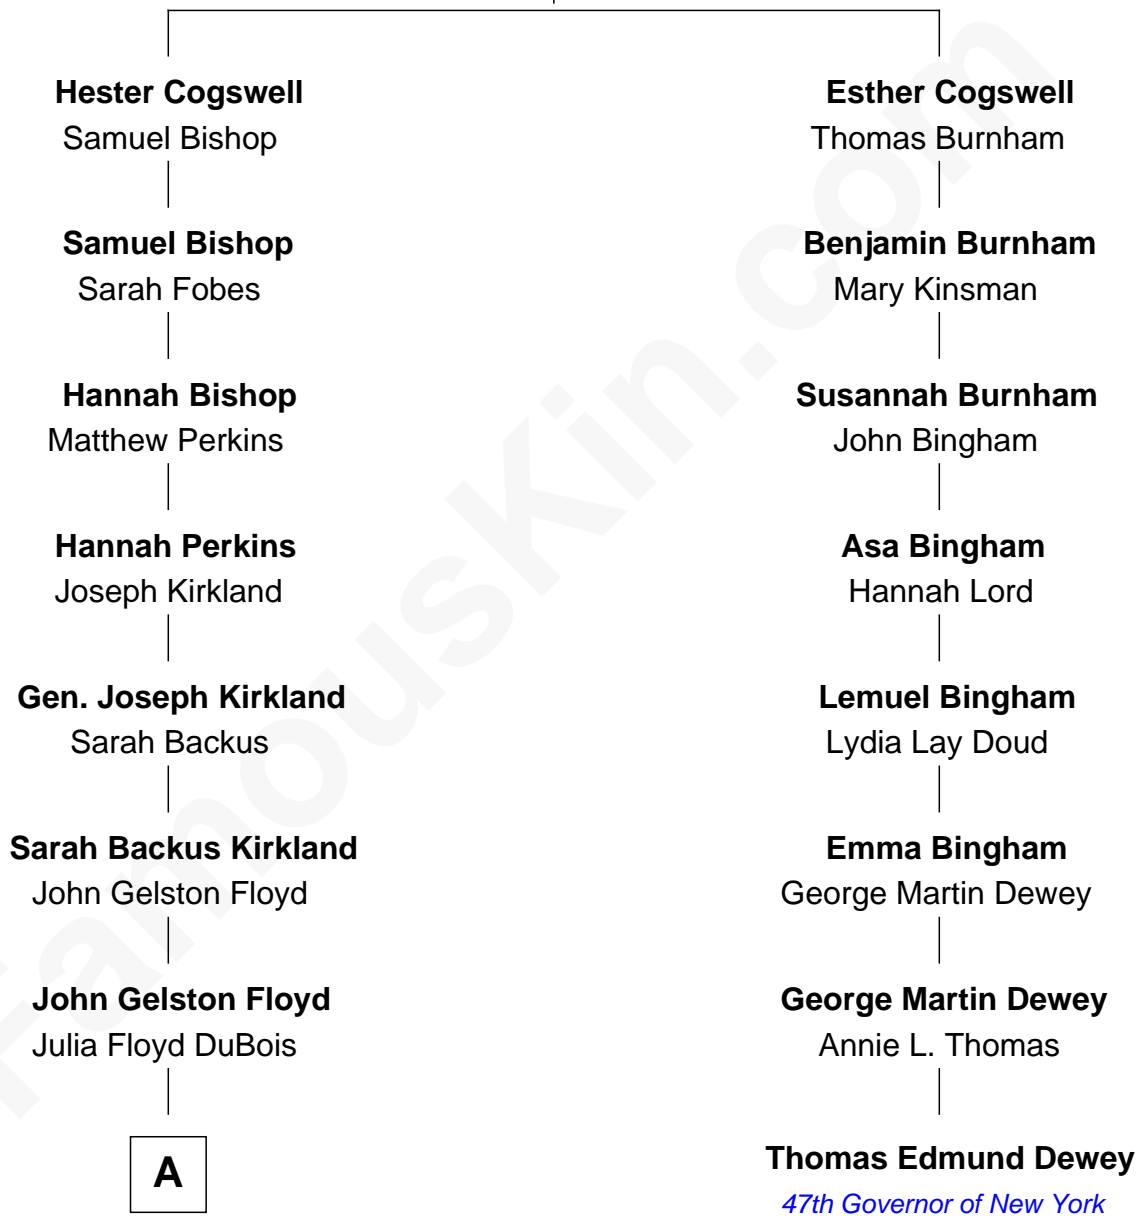 Hester Cogswell
Samuel Bishop
Samuel Bishop
Sarah Fobes
Hannah Bishop
Matthew Perkins
Hannah Perkins
Joseph Kirkland
Gen. Joseph Kirkland
Sarah Backus
Sarah Backus Kirkland
John Gelston Floyd
John Gelston Floyd
Julia Floyd DuBois
A
Esther Cogswell
Thomas Burnham
Benjamin Burnham
Mary Kinsman
Susannah Burnham
John Bingham
Asa Bingham
Hannah Lord
Lemuel Bingham
Lydia Lay Doud
Emma Bingham
George Martin Dewey
George Martin Dewey
Annie L. Thomas
Thomas Edmund Dewey
47th Governor of New York
FamousKin.com